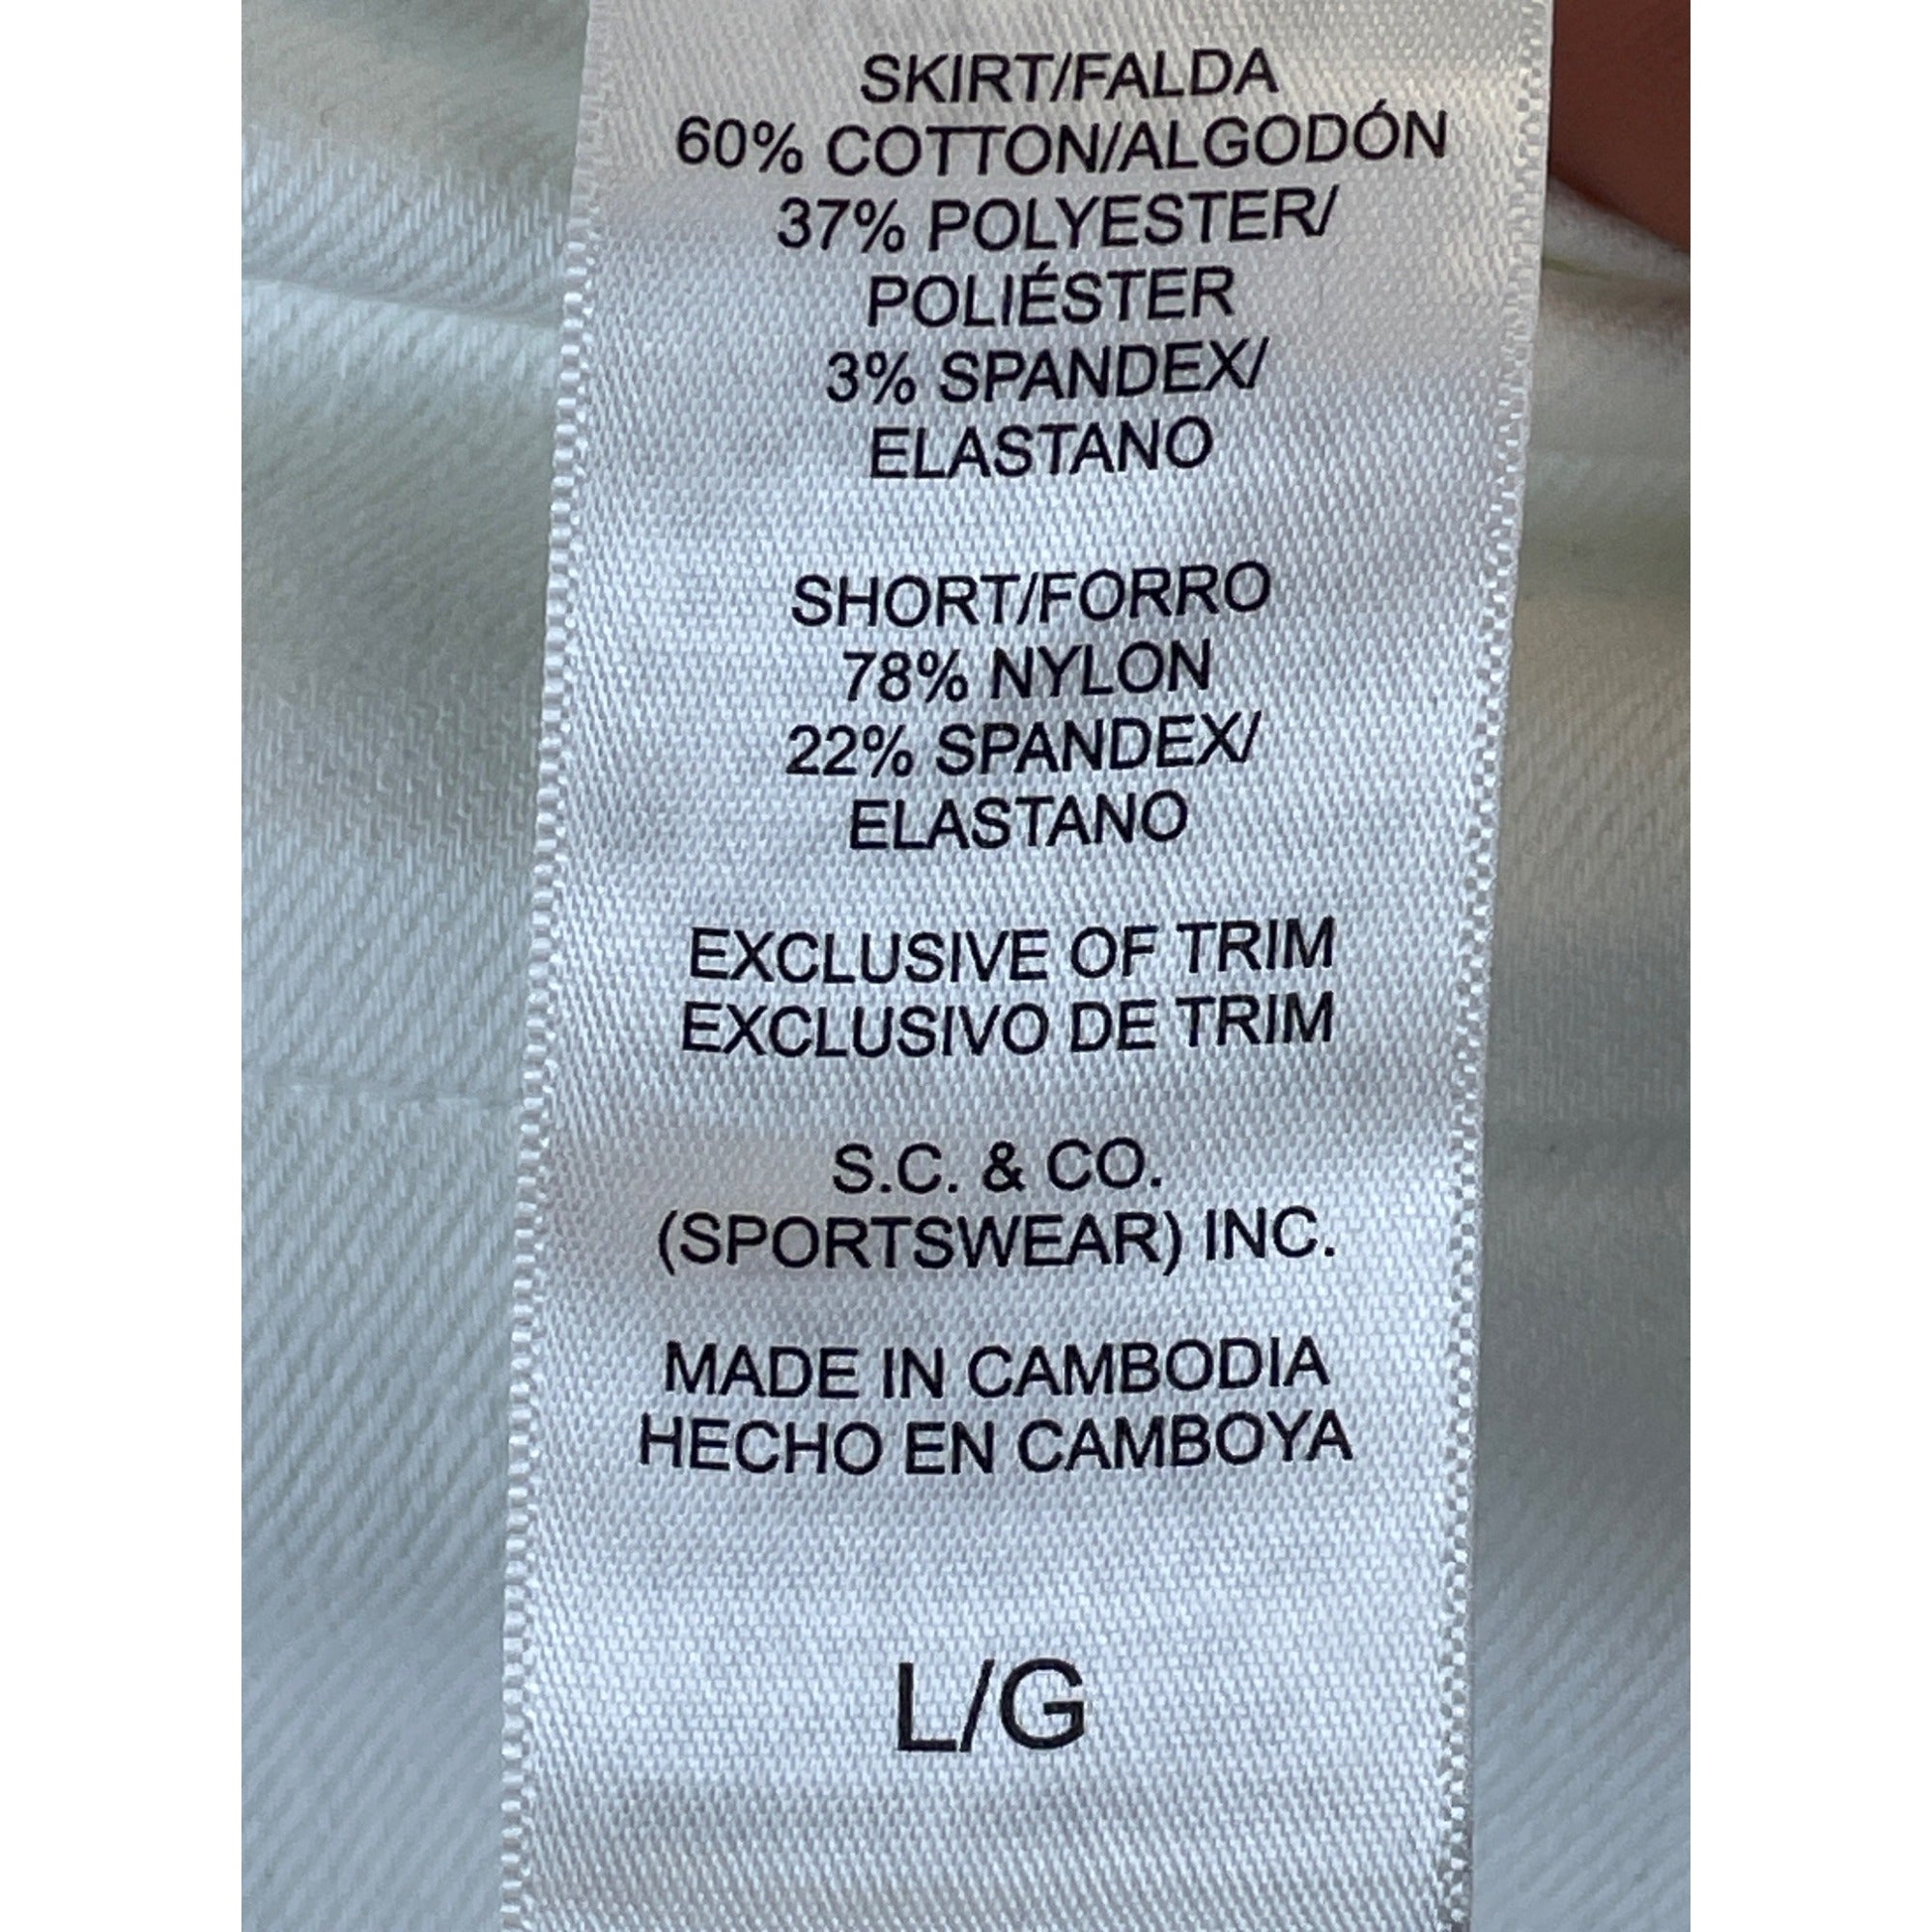 SKIRT/FALDA
60% COTTON/ALGODÓN
37% POLYESTER/
POLIÉSTER
3% SPANDEX/
ELASTANO
SHORT/FORRO
78% NYLON
22% SPANDEX/
ELASTANO
EXCLUSIVE OF TRIM
EXCLUSIVO DE TRIM
S.C. & CO.
(SPORTSWEAR) INC.
MADE IN CAMBODIA
HECHO EN CAMBOYA
L/G